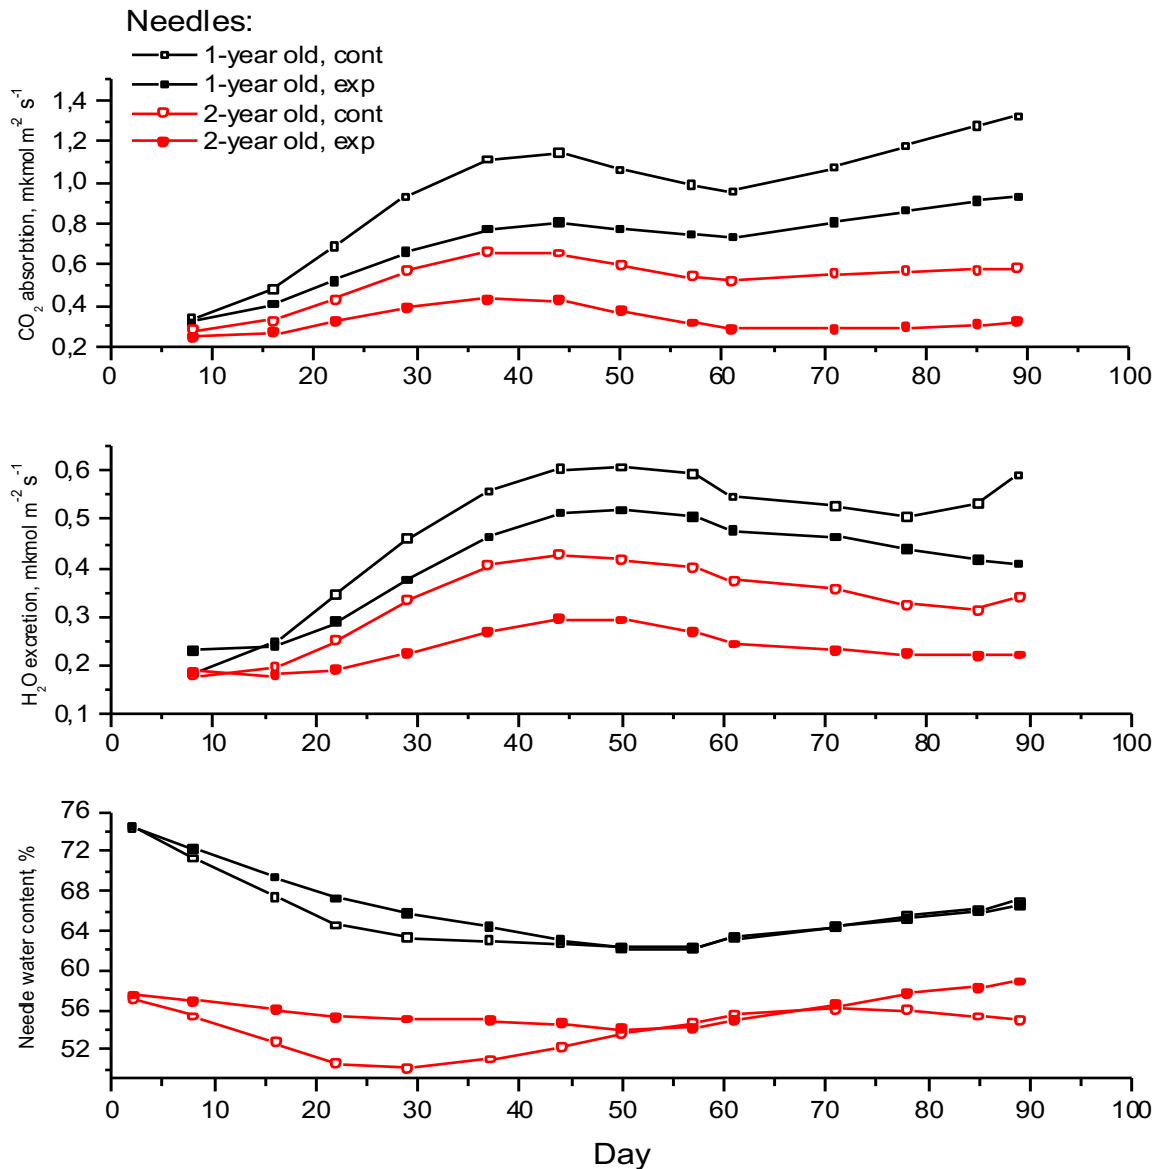 Needles:
1-year old, cont
1-year old, exp
2-year old, cont
2-year old, exp
CO2 absorbtion, mkmol m-2 s-1
1,4
1,2
1,0
0,8
0,6
0,4
0,2
0 10 20 30 40 50 60 70 80 90 100
H2O excretion, mkmol m-2 s-1
0,6
0,5
0,4
0,3
0,2
0,1
0 10 20 30 40 50 60 70 80 90 100
Needle water content, %
76
72
68
64
60
56
52
0 10 20 30 40 50 60 70 80 90 100
Day